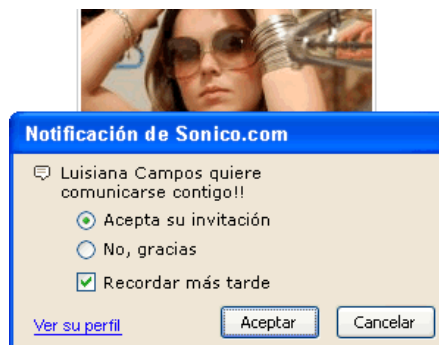 Notificación de Sonico.com
Luisiana Campos quiere
comunicarse contigo!!
Acepta su invitación
No, gracias
Recordar más tarde
Ver su perfil
Aceptar
Cancelar